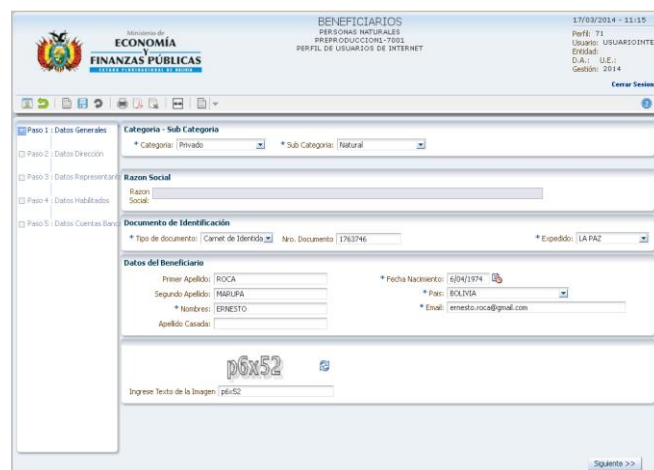 Ministerio de
ECONOMÍA
Y
FINANZAS PÚBLICAS
ESTADO PLURINACIONAL DE BOLIVIA
BENEFICIARIOS
PERSONAS NATURALES
PREPRODUCCION1-7001
PERFIL DE USUARIOS DE INTERNET
17/03/2014 - 11:15
Perfil: 71
Usuario: USUARIOINTE
Entidad:
D.A.: U.E.:
Gestión: 2014
Cerrar Sesion
Paso 1 : Datos Generales
Paso 2 : Datos Dirección
Paso 3 : Datos Representante
Paso 4 : Datos Habilitados
Paso 5 : Datos Cuentas Banc
Categoria - Sub Categoria
* Categoria: Privado * Sub Categoria: Natural
Razon Social
Razon Social:
Documento de Identificación
* Tipo de documento: Carnet de Identida Nro. Documento 1763746 * Expedido: LA PAZ
Datos del Beneficiario
Primer Apellido: ROCA * Fecha Nacimiento: 6/04/1974
Segundo Apellido: MARUPA * Pais: BOLIVIA
* Nombres: ERNESTO * Email: ernesto.roca@gmail.com
Apellido Casada:
p6x52
Ingrese Texto de la Imagen p6x52
Siguiente >>